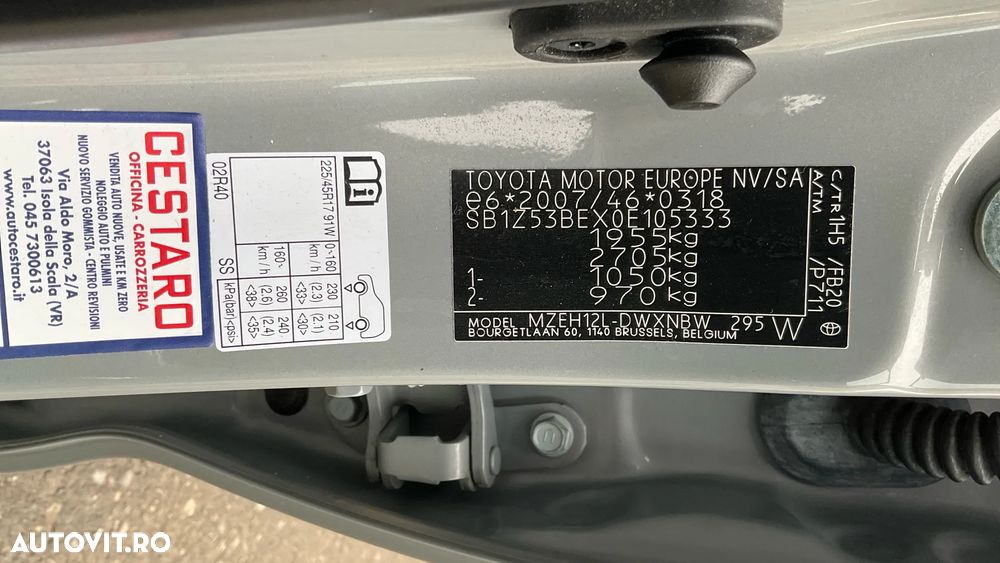 CESTARO
OFFICINA - CARROZZERIA
VENDITA AUTO NUOVE, USATE E KM ZERO
NOLEGGIO AUTO E PULMINI
NUOVO SERVIZIO GOMMISTA - CENTRO REVISIONI
Via Aldo Moro, 2/A
37063 Isola della Scala (VR)
Tel. 045 7300613
www.autocestaro.it
i
225/45R17 91W
0~160 km/h
230 (2.3) <33>
210 (2.1) <30>
160~ km/h
260 (2.6) <38>
240 (2.4) <35>
02R40
SS
kPa(bar)<psi>
TOYOTA MOTOR EUROPE NV/SA
e6*2007/46*0318
SB1Z53BEX0E105333
1955kg
2705kg
1- 1050kg
2- 970kg
MODEL MZEH12L-DWXNBW 295 W
BOURGETLAAN 60, 1140 BRUSSELS, BELGIUM
C/TR 1H5 /FB20
A/TM /P711
AUTOVIT.RO